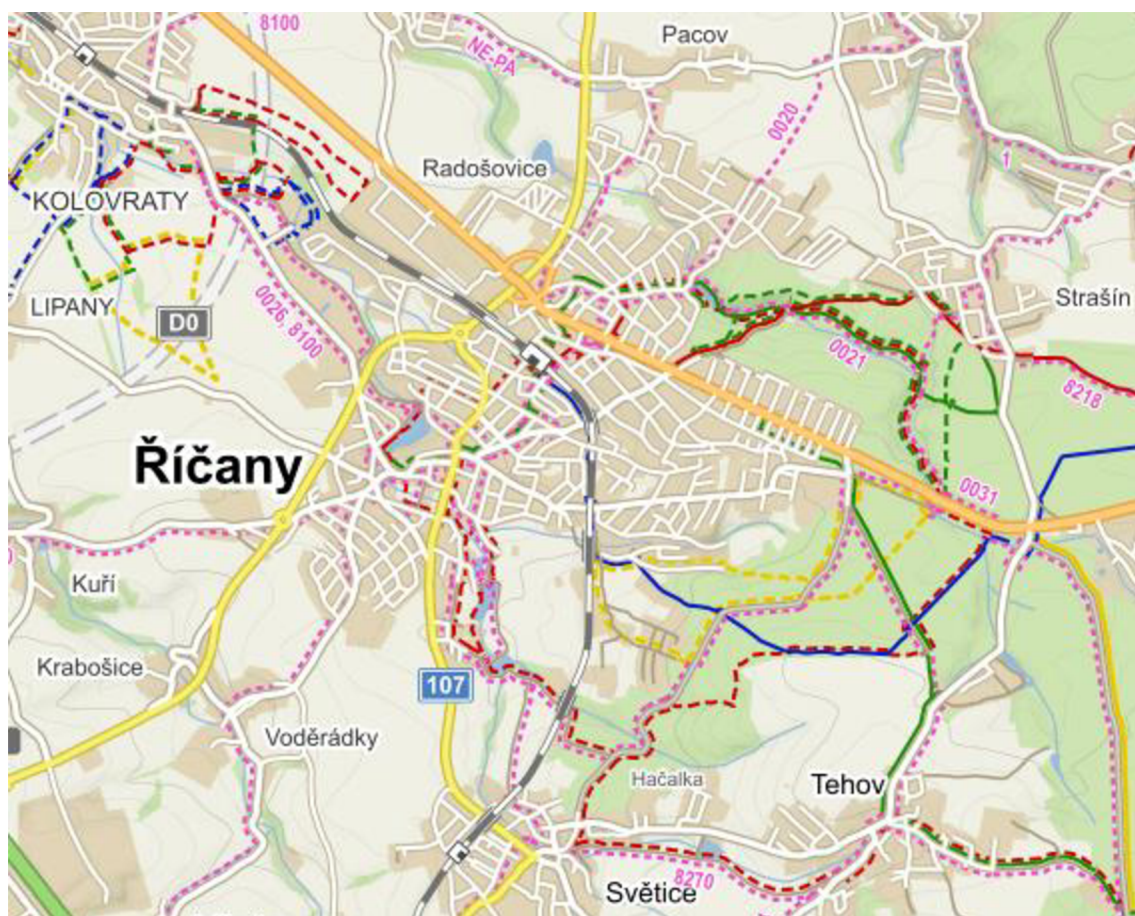 8100
Pacov
NE-PA
0020
Radošovice
1
KOLOVRATY
LIPANY
D0
0026, 8100
Strašín
0021
8218
Říčany
0031
Kuří
Krabošice
107
Voděrádky
Hačalka
Tehov
8270
Světice